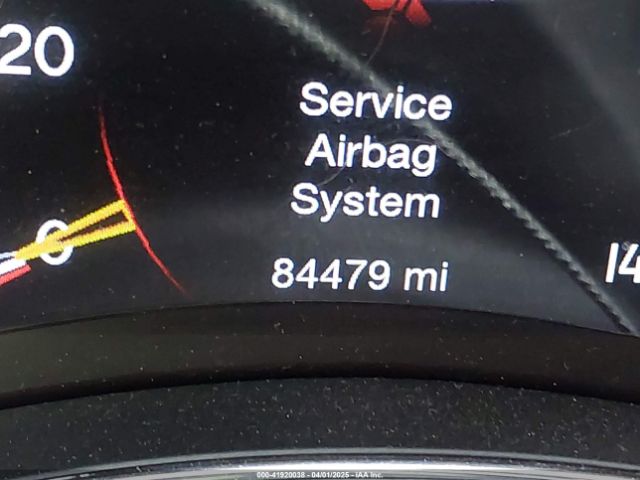 20
Service
Airbag
System
0
84479 mi
14
000-41920038 - 04/01/2025 - IAA Inc.